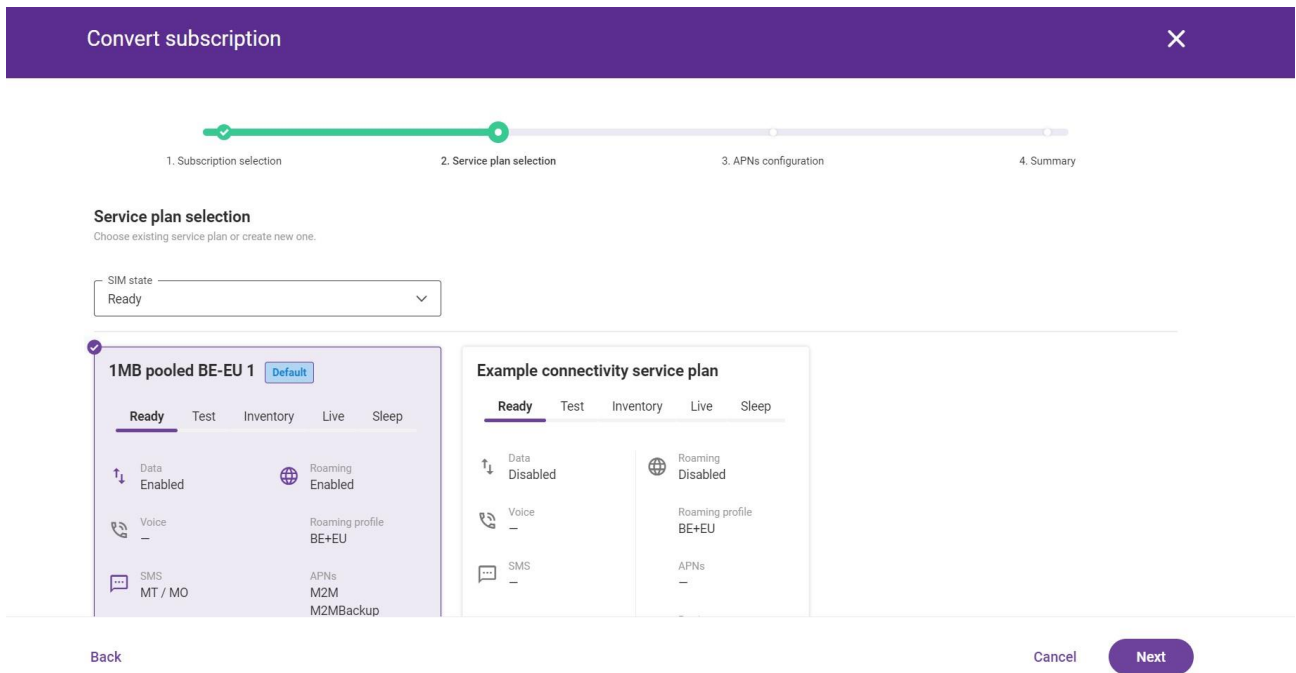 Convert subscription
1. Subscription selection
2. Service plan selection
3. APNs configuration
4. Summary
Service plan selection
Choose existing service plan or create new one.
SIM state
Ready
1MB pooled BE-EU 1 Default
Ready Test Inventory Live Sleep
Data
Enabled
Roaming
Enabled
Voice
—
Roaming profile
BE+EU
SMS
MT / MO
APNs
M2M
M2MBackup
Example connectivity service plan
Ready Test Inventory Live Sleep
Data
Disabled
Roaming
Disabled
Voice
—
Roaming profile
BE+EU
SMS
—
APNs
—
Back
Cancel
Next